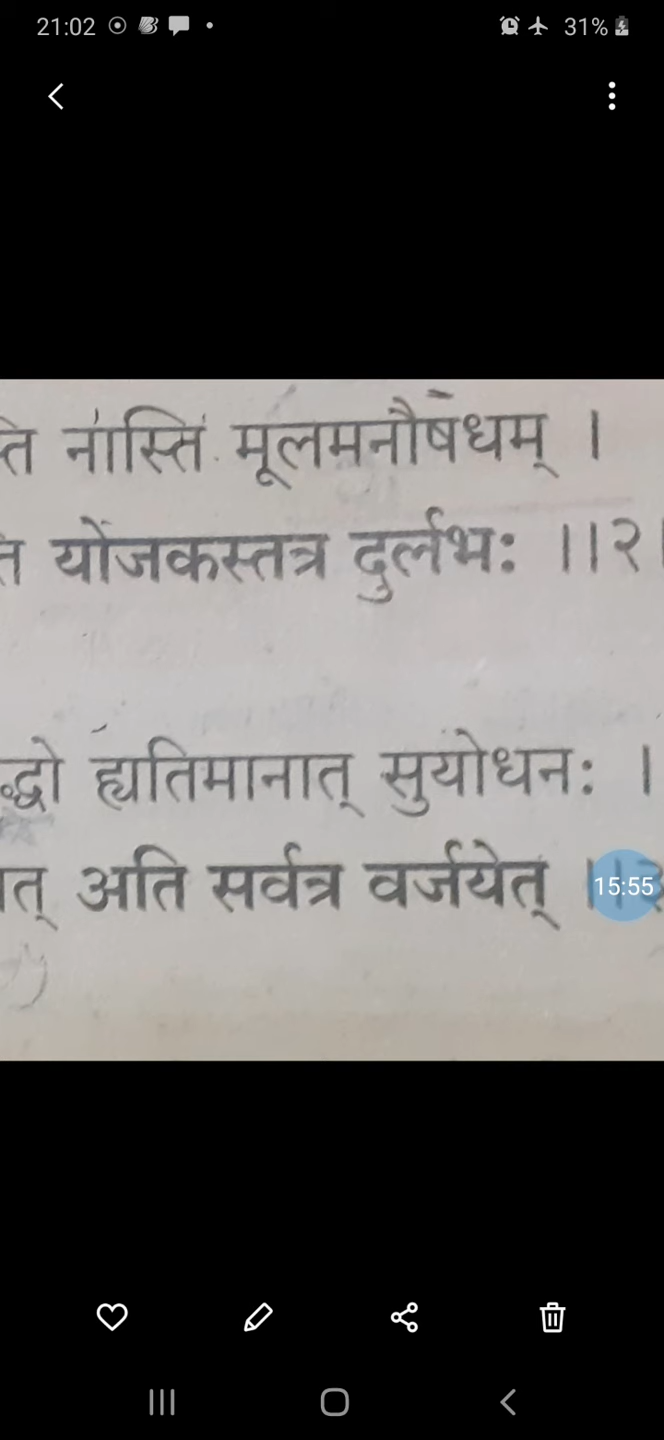 21:02
31%
ति नास्ति मूलमनौषधम् ।
योजकस्तत्र दुर्लभः ।।२।
द्धो ह्यतिमानात् सुयोधनः ।
त् अति सर्वत्र वर्जयेत् ।।
15:55